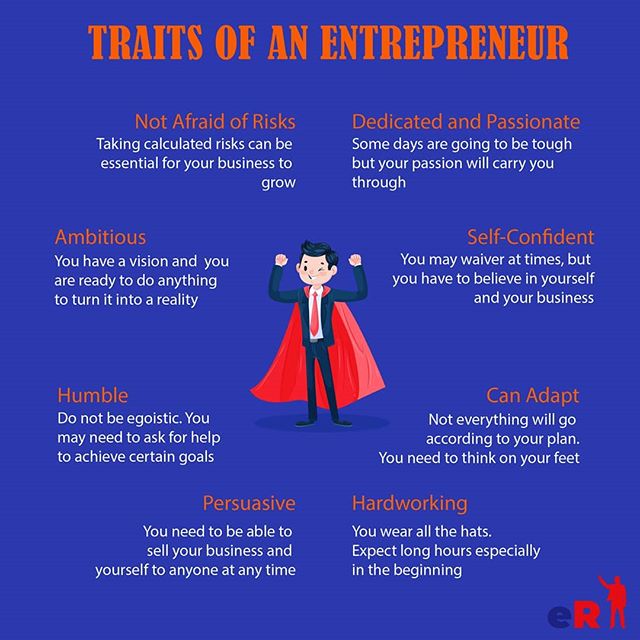 TRAITS OF AN ENTREPRENEUR
Not Afraid of Risks
Taking calculated risks can be
essential for your business to
grow
Dedicated and Passionate
Some days are going to be tough
but your passion will carry you
through
Ambitious
You have a vision and you
are ready to do anything
to turn it into a reality
Self-Confident
You may waiver at times, but
you have to believe in yourself
and your business
Humble
Do not be egoistic. You
may need to ask for help
to achieve certain goals
Can Adapt
Not everything will go
according to your plan.
You need to think on your feet
Persuasive
You need to be able to
sell your business and
yourself to anyone at any time
Hardworking
You wear all the hats.
Expect long hours especially
in the beginning
eR